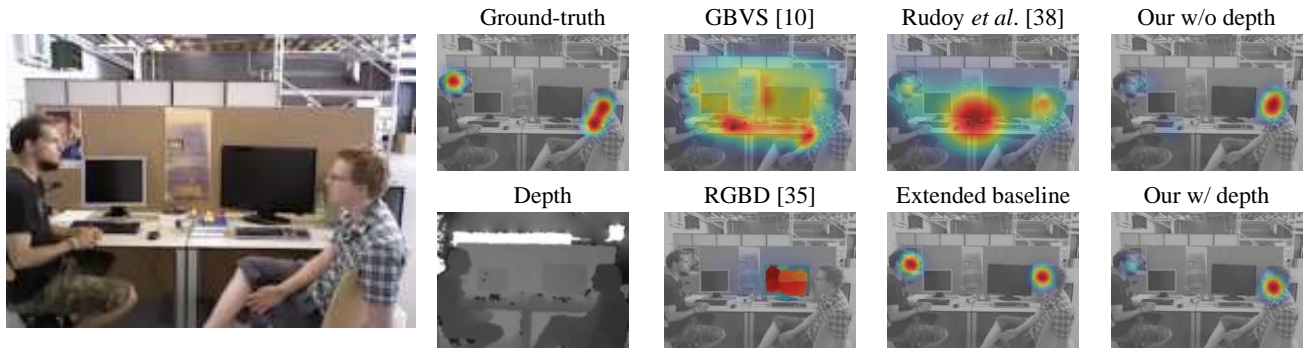 Ground-truth GBVS [10] Rudoy et al. [38] Our w/o depth
Depth RGBD [35] Extended baseline Our w/ depth